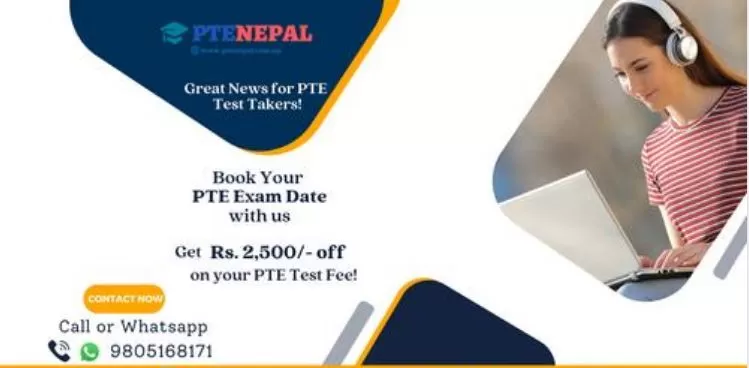 PTENEPAL
Great News for PTE
Test Takers!
Book Your
PTE Exam Date
with us
Get Rs. 2,500/- off
on your PTE Test Fee!
CONTACT NOW
Call or Whatsapp
9805168171